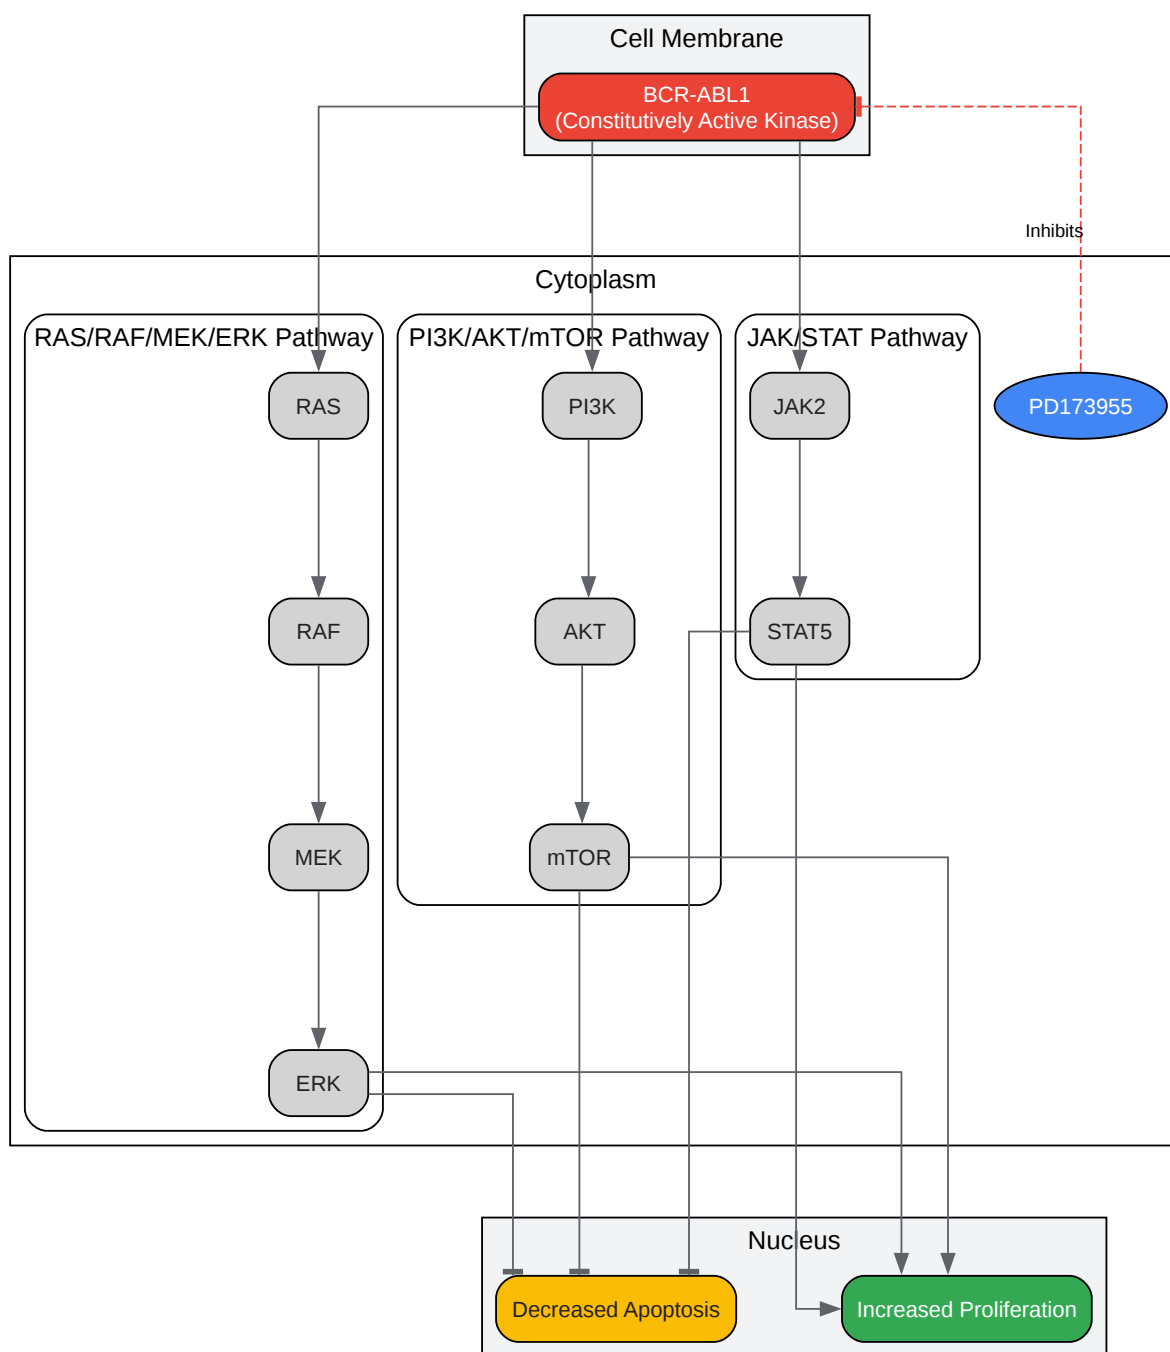 Cell Membrane
BCR-ABL1
(Constitutively Active Kinase)
Inhibits
Cytoplasm
RAS/RAF/MEK/ERK Pathway
PI3K/AKT/mTOR Pathway
JAK/STAT Pathway
RAS
PI3K
JAK2
PD173955
RAF
AKT
STAT5
MEK
mTOR
ERK
Nucleus
Decreased Apoptosis
Increased Proliferation